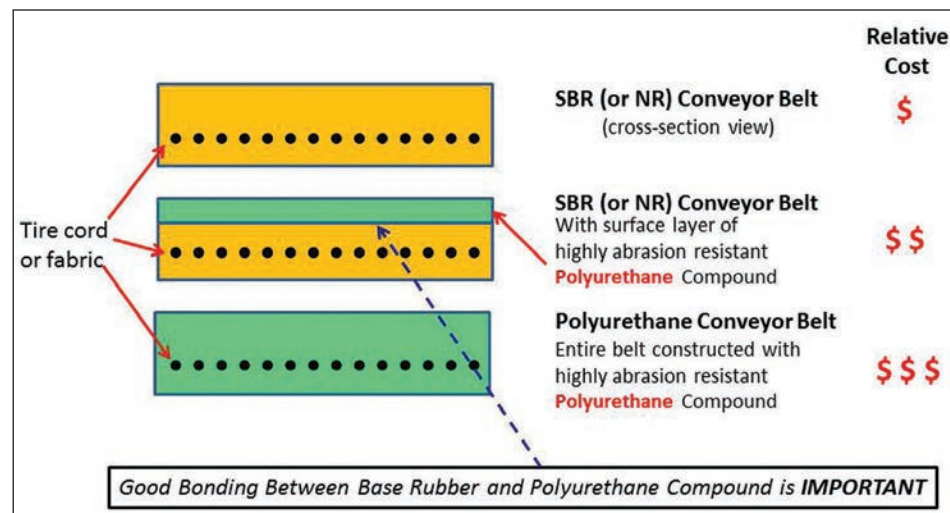 Relative
Cost
SBR (or NR) Conveyor Belt
(cross-section view)
$
Tire cord
or fabric
SBR (or NR) Conveyor Belt
With surface layer of
highly abrasion resistant
Polyurethane Compound
$ $
Polyurethane Conveyor Belt
Entire belt constructed with
highly abrasion resistant
Polyurethane Compound
$ $ $
Good Bonding Between Base Rubber and Polyurethane Compound is IMPORTANT